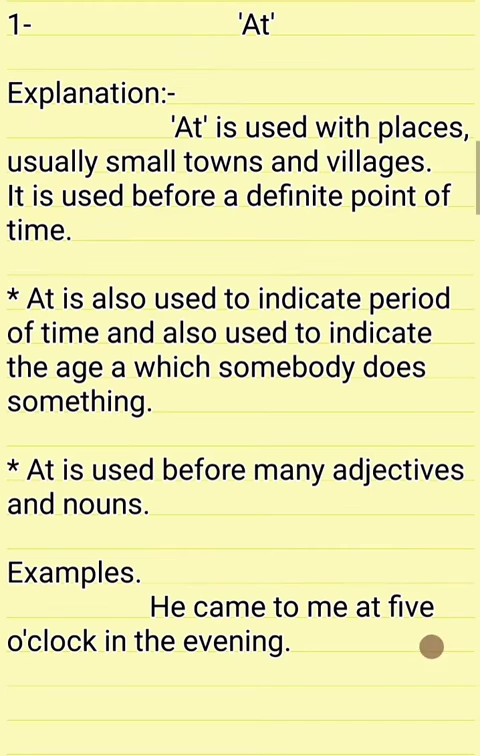 1- 'At'
Explanation:-
'At' is used with places,
usually small towns and villages.
It is used before a definite point of
time.
* At is also used to indicate period
of time and also used to indicate
the age a which somebody does
something.
* At is used before many adjectives
and nouns.
Examples.
He came to me at five
o'clock in the evening.